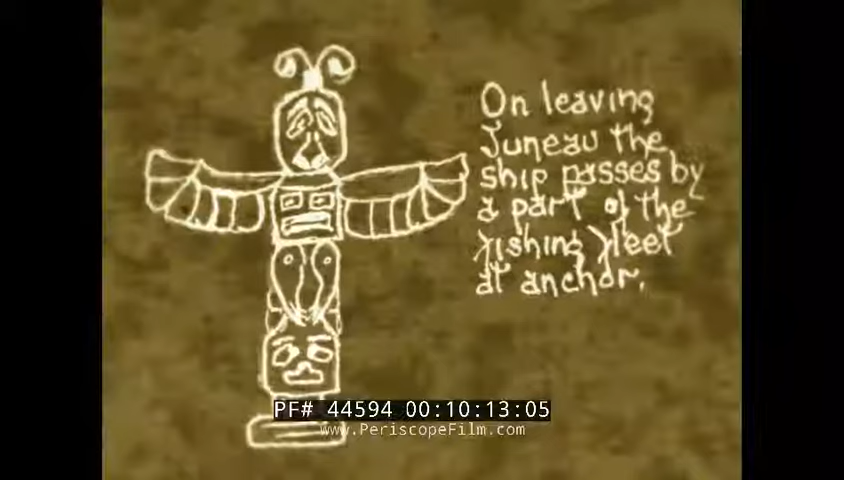 On leaving
Juneau the
ship passes by
a part of the
fishing fleet
at anchor.
PF# 44594 00:10:13:05
www.PeriscopeFilm.com